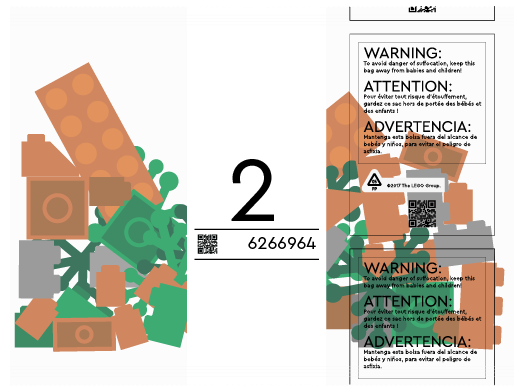 2
6266964
WARNING:
To avoid danger of suffocation, keep this
bag away from babies and children!
ATTENTION:
Pour éviter tout risque d'étouffement,
gardez ce sac hors de portée des bébés et
des enfants !
ADVERTENCIA:
Mantenga esta bolsa fuera del alcance de
bebés y niños, para evitar el peligro de
asfixia.
PP
©2017 The LEGO Group.
WARNING:
To avoid danger of suffocation, keep this
bag away from babies and children!
ATTENTION:
Pour éviter tout risque d'étouffement,
gardez ce sac hors de portée des bébés et
des enfants !
ADVERTENCIA:
Mantenga esta bolsa fuera del alcance de
bebés y niños, para evitar el peligro de
asfixia.